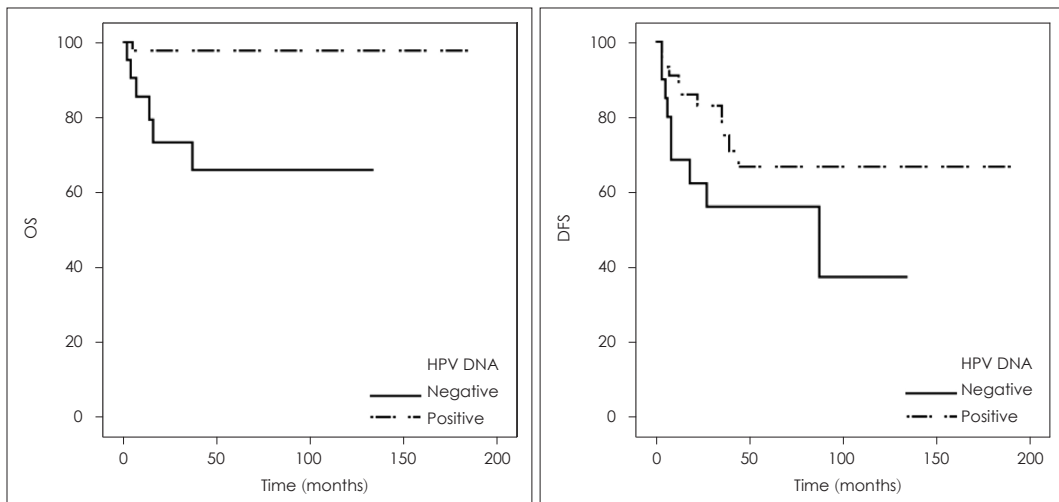 100
80
60
OS
40
20
HPV DNA
Negative
0
Positive
0 50 100 150 200
Time (months)
100
80
60
DFS
40
20
HPV DNA
Negative
0
Positive
0 50 100 150 200
Time (months)